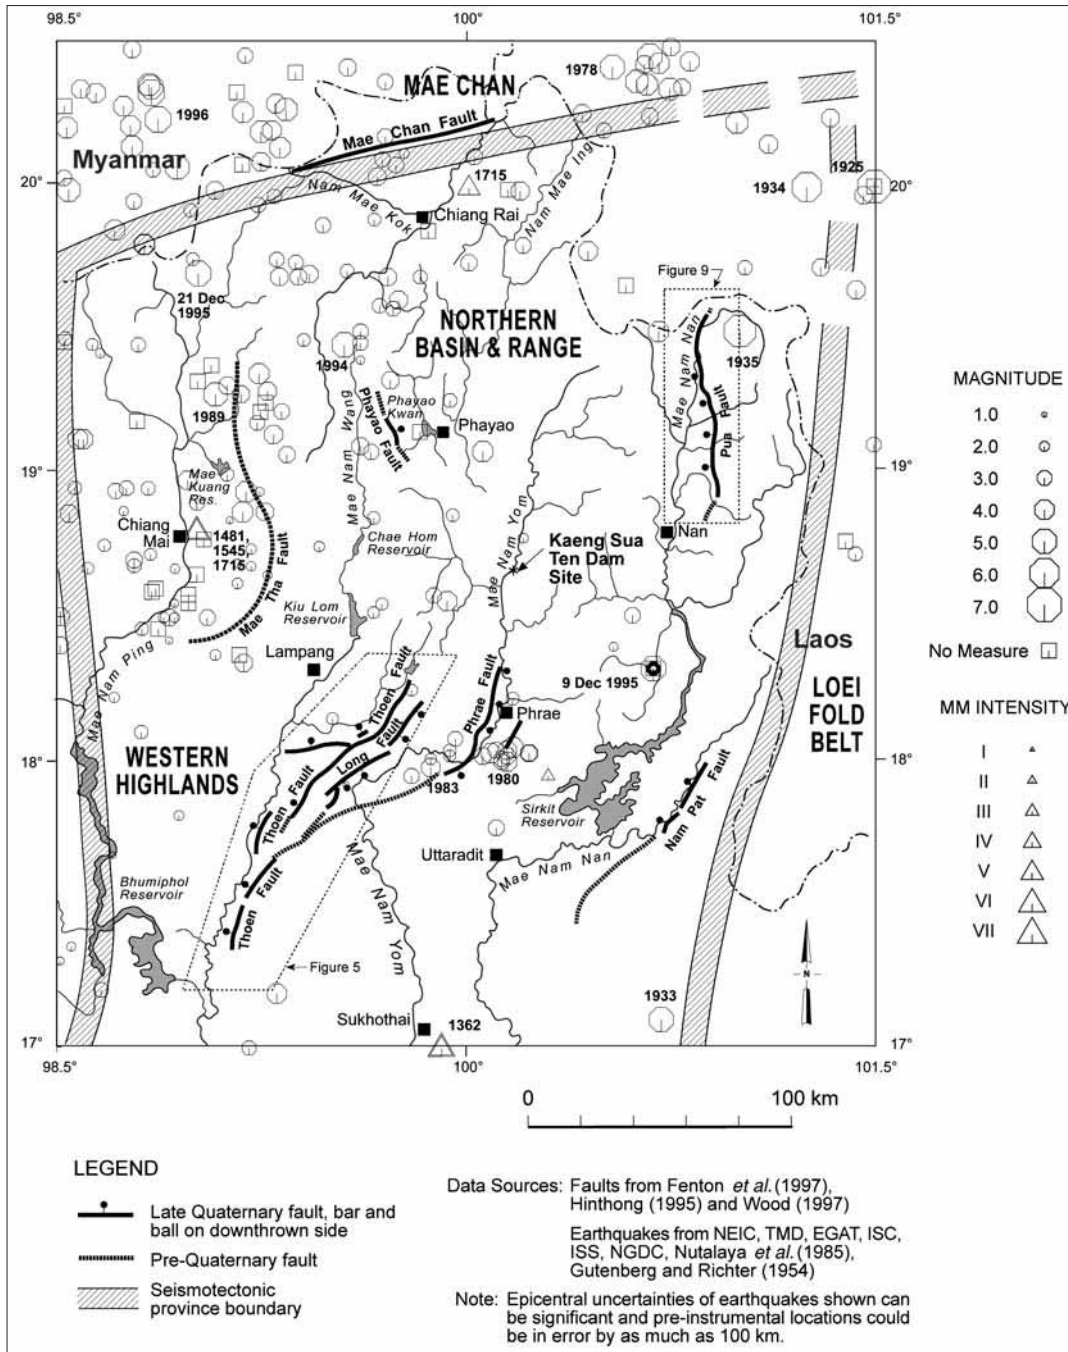 98.5°
100°
101.5°
MAE CHAN
1978
1996
Mae Chan Fault
Myanmar
1925
20°
1715
1934
20°
Nam Mae Kok
Nam Mae Ing
Chiang Rai
Figure 9
21 Dec
1995
NORTHERN
BASIN & RANGE
Mae Nam Nan
1994
1935
MAGNITUDE
1.0
2.0
3.0
4.0
5.0
6.0
7.0
No Measure
1989
Phayao
Kwan
Phayao
Phayao Fault
Mae Nam Wang
Pua Fault
19°
19°
Mae
Kuang
Res.
Chiang
Mai
1481,
1545,
1715
Mae Tha Fault
Chae Hom
Reservoir
Mae Nam Yom
Kaeng Sua
Ten Dam
Site
Nan
Kiu Lom
Reservoir
Mae Nam Ping
Lampang
Laos
9 Dec 1995
LOEI
FOLD
BELT
MM INTENSITY
I
II
III
IV
V
VI
VII
Thoen Fault
Phrae Fault
Phrae
WESTERN
HIGHLANDS
Long Fault
18°
18°
1983
1980
Thoen Fault
Sirkit
Reservoir
Nam Pat Fault
Thoen Fault
Uttaradit
Mae Nam Nan
Mae Nam Yom
Bhumiphol
Reservoir
Figure 5
N
1933
Sukhothai
1362
17°
17°
98.5°
100°
101.5°
0
100 km
LEGEND
Late Quaternary fault, bar and
ball on downthrown side
Pre-Quaternary fault
Seismotectonic
province boundary
Data Sources: Faults from Fenton et al. (1997),
Hinthong (1995) and Wood (1997)
Earthquakes from NEIC, TMD, EGAT, ISC,
ISS, NGDC, Nutalaya et al. (1985),
Gutenberg and Richter (1954)
Note: Epicentral uncertainties of earthquakes shown can
be significant and pre-instrumental locations could
be in error by as much as 100 km.